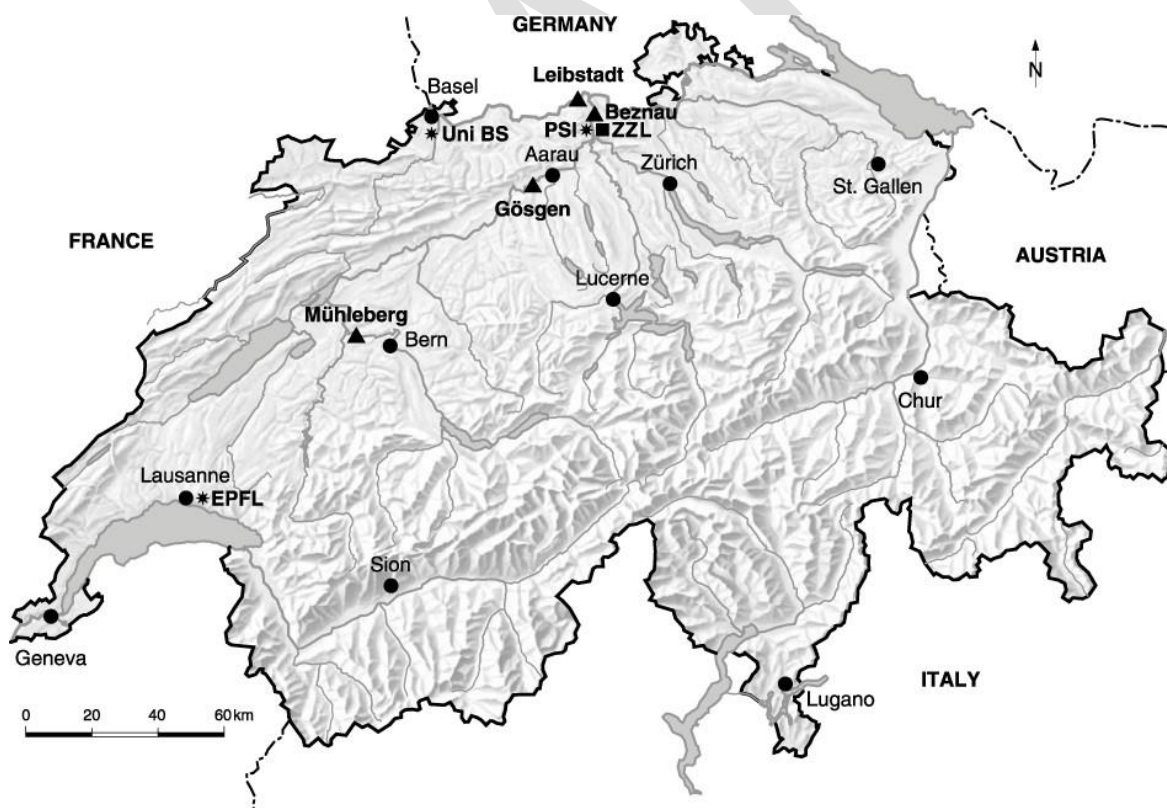 GERMANY
N
Leibstadt
Basel
Beznau
Uni BS
PSI
ZZL
Aarau
Zürich
St. Gallen
Gösgen
FRANCE
AUSTRIA
Lucerne
Mühleberg
Bern
Chur
Lausanne
EPFL
Sion
Geneva
ITALY
Lugano
0 20 40 60 km